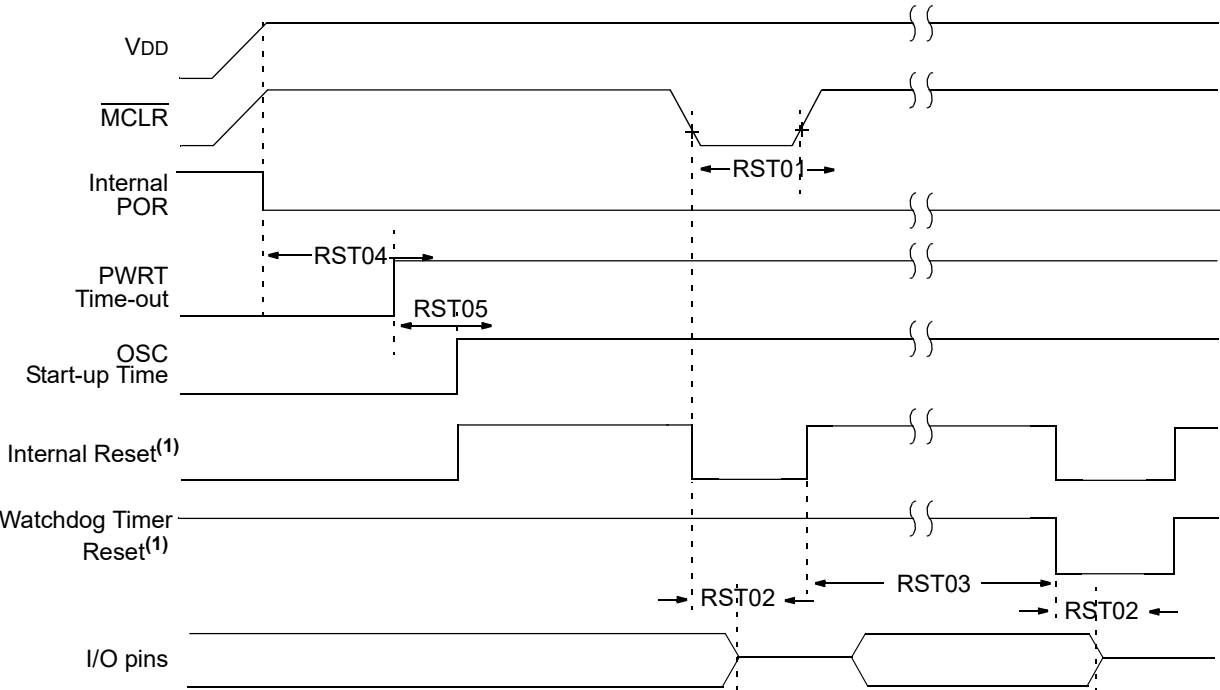 VDD
MCLR
Internal
POR
RST01
RST04
PWRT
Time-out
RST05
OSC
Start-up Time
Internal Reset(1)
Watchdog Timer
Reset(1)
RST02
RST03
RST02
I/O pins